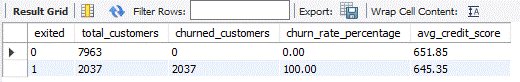 Result Grid Filter Rows: Export: Wrap Cell Content: IA
exited total_customers churned_customers churn_rate_percentage avg_credit_score
0 7963 0 0.00 651.85
1 2037 2037 100.00 645.35